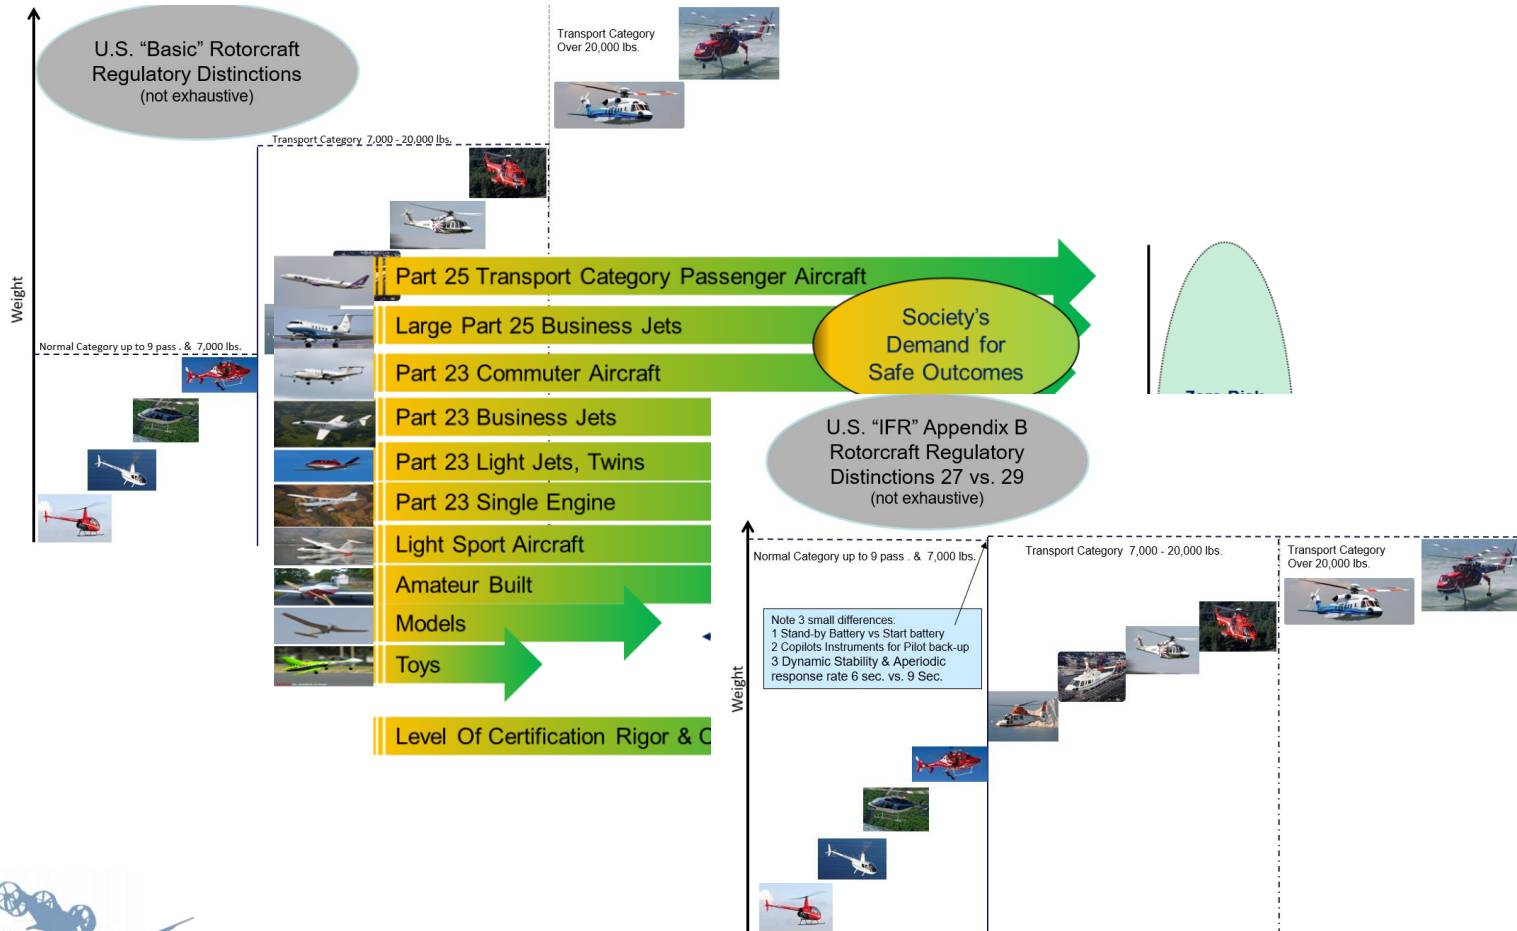 U.S. “Basic” Rotorcraft
Regulatory Distinctions
(not exhaustive)
Transport Category
Over 20,000 lbs.
Transport Category 7,000 - 20,000 lbs.
Weight
Normal Category up to 9 pass . & 7,000 lbs.
Part 25 Transport Category Passenger Aircraft
Large Part 25 Business Jets
Part 23 Commuter Aircraft
Part 23 Business Jets
Part 23 Light Jets, Twins
Part 23 Single Engine
Light Sport Aircraft
Amateur Built
Models
Toys
Level Of Certification Rigor &
Society’s
Demand for
Safe Outcomes
U.S. “IFR” Appendix B
Rotorcraft Regulatory
Distinctions 27 vs. 29
(not exhaustive)
Normal Category up to 9 pass . & 7,000 lbs.
Transport Category 7,000 - 20,000 lbs.
Transport Category
Over 20,000 lbs.
Note 3 small differences:
1 Stand-by Battery vs Start battery
2 Copilots Instruments for Pilot back-up
3 Dynamic Stability & Aperiodic
response rate 6 sec. vs. 9 Sec.
Weight